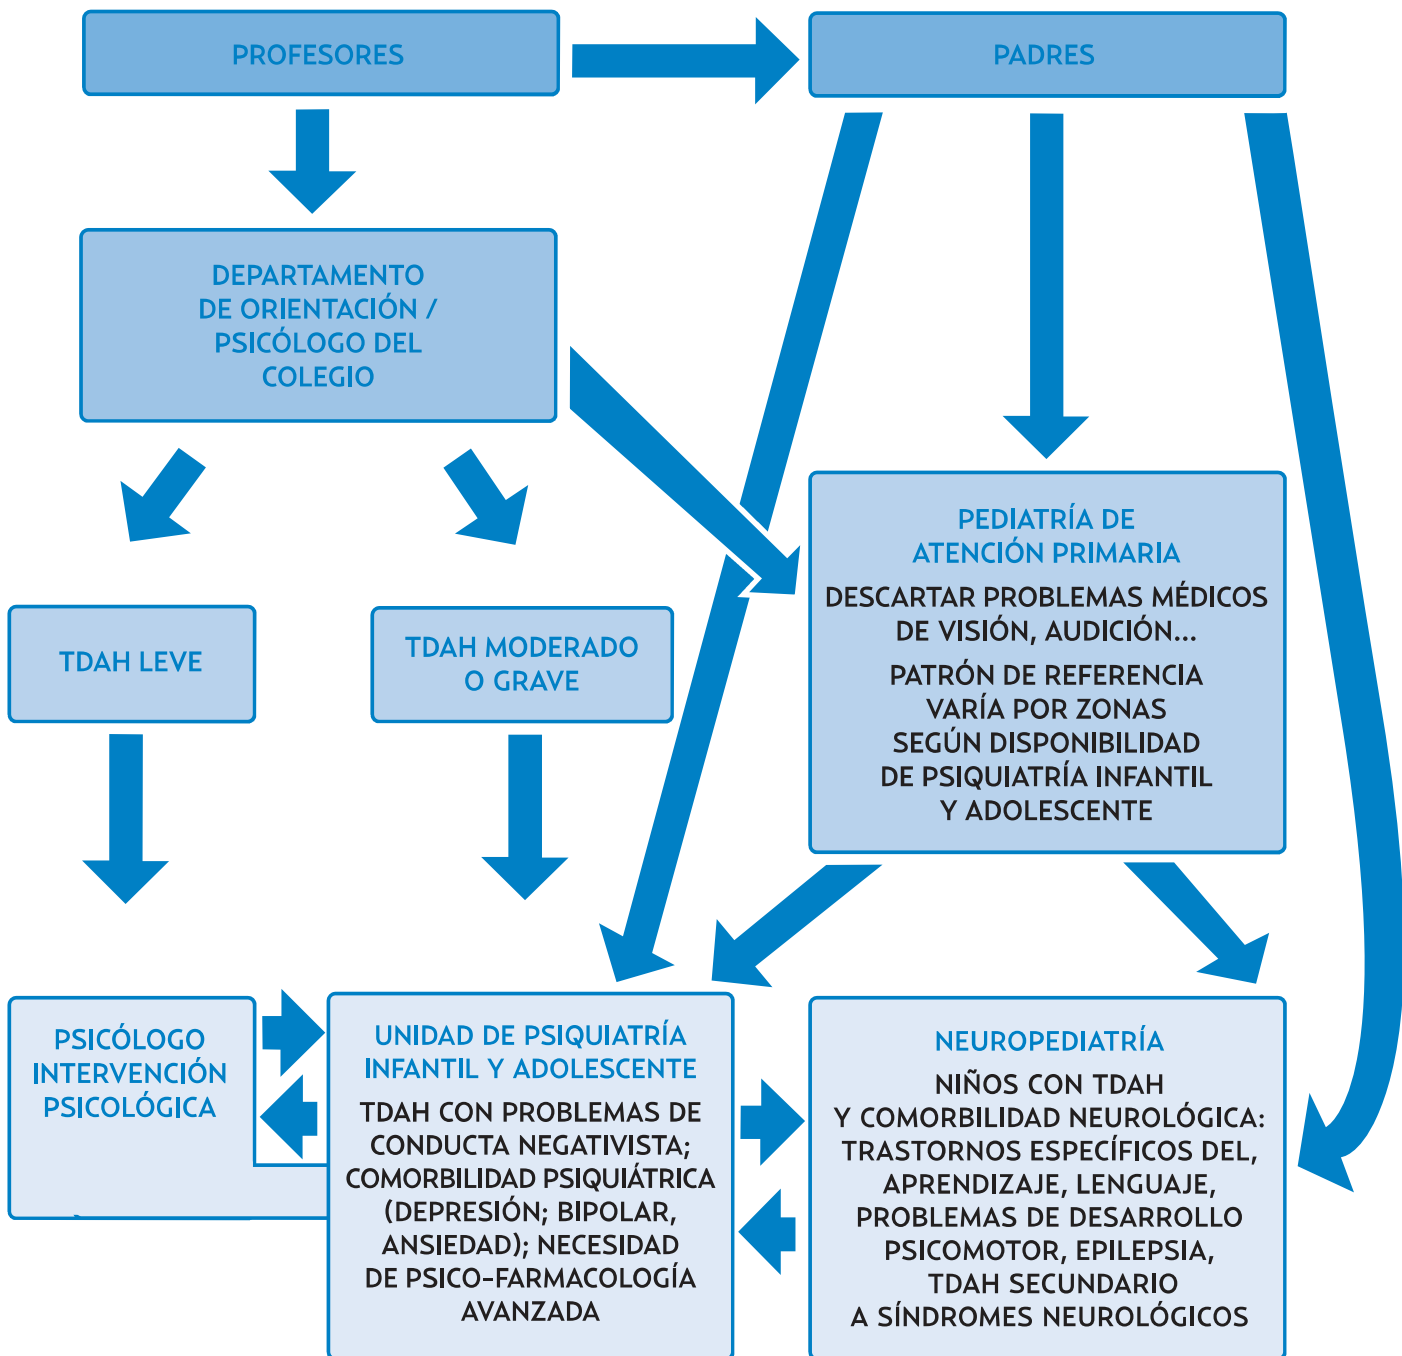 PROFESORES
PADRES
DEPARTAMENTO
DE ORIENTACIÓN /
PSICÓLOGO DEL
COLEGIO
PEDIATRÍA DE
ATENCIÓN PRIMARIA
DESCARTAR PROBLEMAS MÉDICOS
DE VISIÓN, AUDICIÓN...
PATRÓN DE REFERENCIA
VARÍA POR ZONAS
SEGÚN DISPONIBILIDAD
DE PSIQUIATRÍA INFANTIL
Y ADOLESCENTE
TDAH LEVE
TDAH MODERADO
O GRAVE
PSICÓLOGO
INTERVENCIÓN
PSICOLÓGICA
UNIDAD DE PSIQUIATRÍA
INFANTIL Y ADOLESCENTE
TDAH CON PROBLEMAS DE
CONDUCTA NEGATIVISTA;
COMORBILIDAD PSIQUIÁTRICA
(DEPRESIÓN; BIPOLAR,
ANSIEDAD); NECESIDAD
DE PSICO-FARMACOLOGÍA
AVANZADA
NEUROPEDIATRÍA
NIÑOS CON TDAH
Y COMORBILIDAD NEUROLÓGICA:
TRASTORNOS ESPECÍFICOS DEL,
APRENDIZAJE, LENGUAJE,
PROBLEMAS DE DESARROLLO
PSICOMOTOR, EPILEPSIA,
TDAH SECUNDARIO
A SÍNDROMES NEUROLÓGICOS